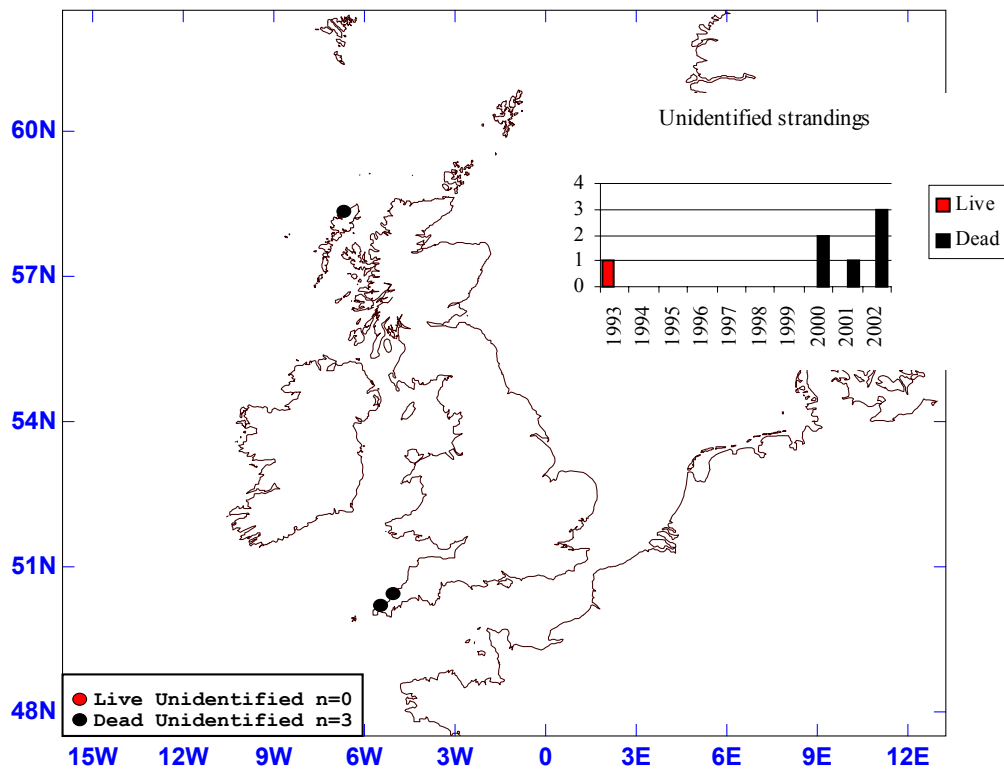 60N
57N
54N
51N
48N
15W 12W 9W 6W 3W 0 3E 6E 9E 12E
Unidentified strandings
4
3
2
1
0
1993 1994 1995 1996 1997 1998 1999 2000 2001 2002
Live
Dead
Live Unidentified n=0
Dead Unidentified n=3